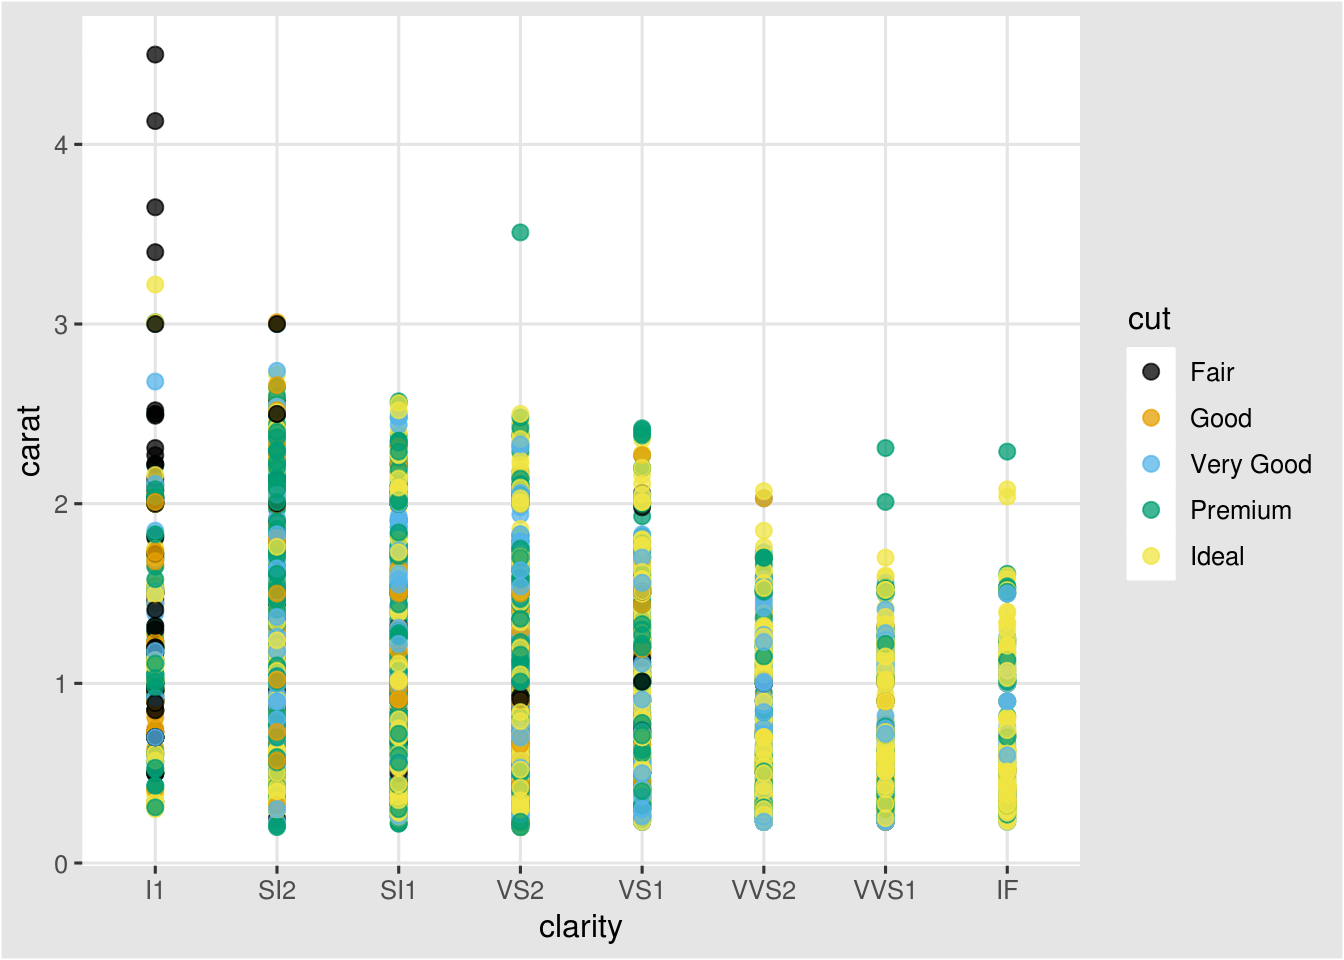 carat
4
3
2
1
0
I1 SI2 SI1 VS2 VS1 VVS2 VVS1 IF
clarity
cut
Fair
Good
Very Good
Premium
Ideal